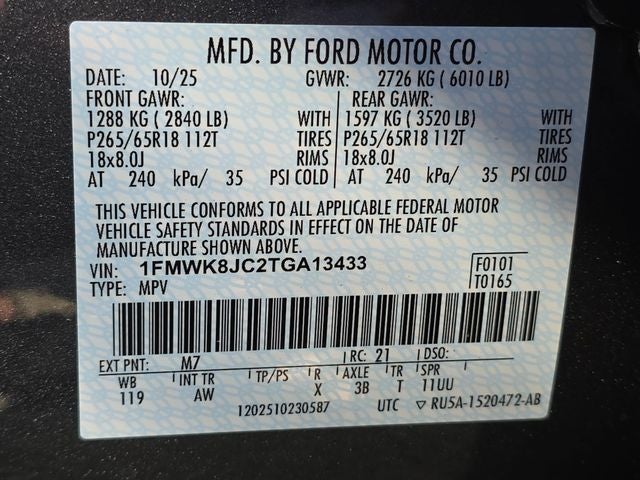 MFD. BY FORD MOTOR CO.
DATE: 10/25 GVWR: 2726 KG ( 6010 LB)
FRONT GAWR: REAR GAWR:
1288 KG ( 2840 LB) WITH 1597 KG ( 3520 LB) WITH
P265/65R18 112T TIRES P265/65R18 112T TIRES
18x8.0J RIMS 18x8.0J RIMS
AT 240 kPa/ 35 PSI COLD AT 240 kPa/ 35 PSI COLD
THIS VEHICLE CONFORMS TO ALL APPLICABLE FEDERAL MOTOR
VEHICLE SAFETY STANDARDS IN EFFECT ON THE DATE OF
MANUFACTURE SHOWN ABOVE.
VIN: 1FMWK8JC2TGA13433 F0101
TYPE: MPV T0165
EXT PNT: M7 RC: 21 DSO:
WB INT TR TP/PS R AXLE TR SPR
119 AW X 3B T 11UU
1202510230587 UTC ▽ RU5A-1520472-AB